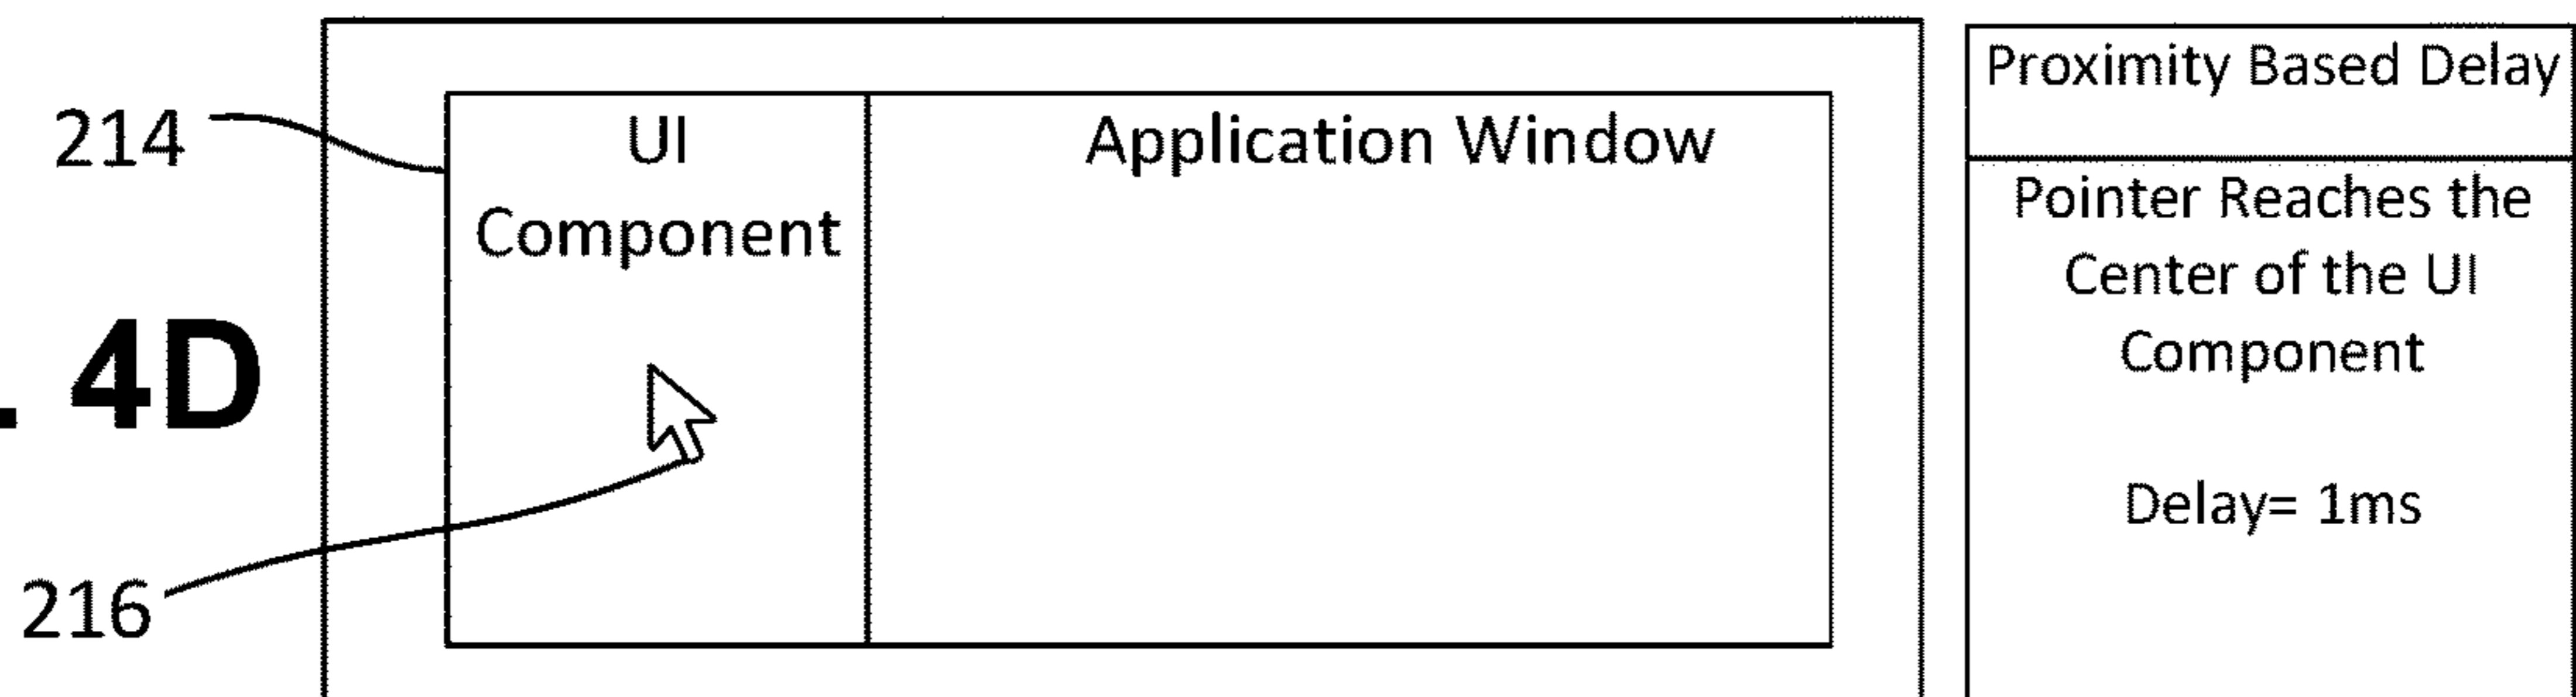 214
UI
Component
Application Window
. 4D
216
Proximity Based Delay
Pointer Reaches the
Center of the UI
Component
Delay= 1ms